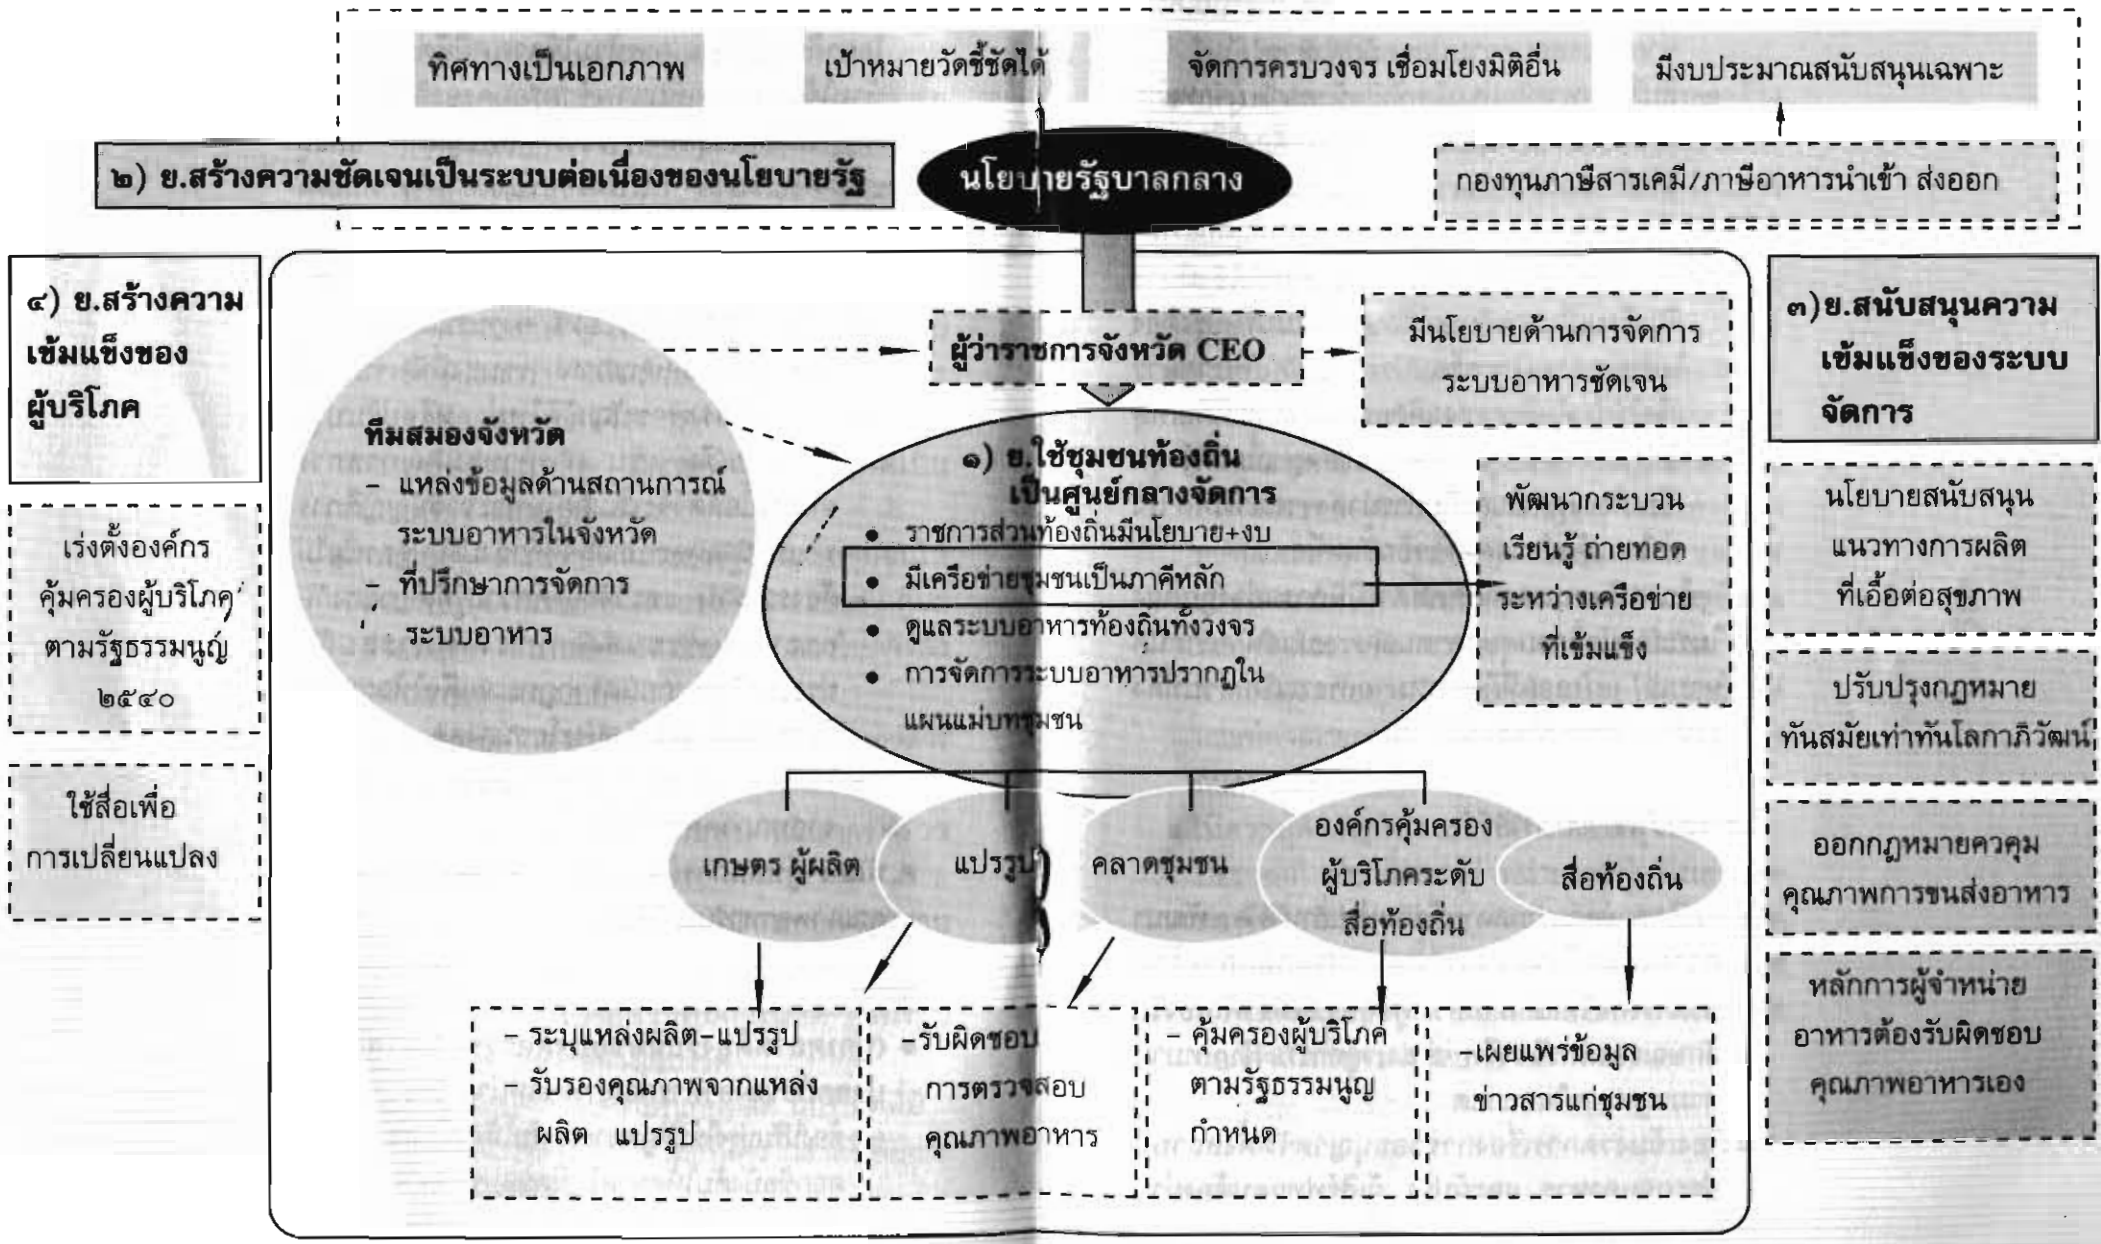 ทิศทางเป็นเอกภาพ
เป้าหมายวัดชี้ชัดได้
จัดการครบวงจร เชื่อมโยงมิติอื่น
มีงบประมาณสนับสนุนเฉพาะ
๒) ย.สร้างความชัดเจนเป็นระบบต่อเนื่องของนโยบายรัฐ
นโยบายรัฐบาลกลาง
กองทุนภาษีสารเคมี/ภาษีอาหารนำเข้า ส่งออก
๔) ย.สร้างความ
เข้มแข็งของ
ผู้บริโภค
เร่งตั้งองค์กร
คุ้มครองผู้บริโภค
ตามรัฐธรรมนูญ
๒๕๔๐
ใช้สื่อเพื่อ
การเปลี่ยนแปลง
ทีมสมองจังหวัด
- แหล่งข้อมูลด้านสถานการณ์
ระบบอาหารในจังหวัด
- ที่ปรึกษาการจัดการ
ระบบอาหาร
ผู้ว่าราชการจังหวัด CEO
มีนโยบายด้านการจัดการ
ระบบอาหารชัดเจน
๑) ย.ใช้ชุมชนท้องถิ่น
เป็นศูนย์กลางจัดการ
• ราชการส่วนท้องถิ่นมีนโยบาย+งบ
• มีเครือข่ายชุมชนเป็นภาคีหลัก
• ดูแลระบบอาหารท้องถิ่นทั้งวงจร
• การจัดการระบบอาหารปรากฏใน
แผนแม่บทชุมชน
พัฒนากระบวน
เรียนรู้ ถ่ายทอด
ระหว่างเครือข่าย
ที่เข้มแข็ง
เกษตร ผู้ผลิต
แปรรูป
ตลาดชุมชน
องค์กรคุ้มครอง
ผู้บริโภคระดับ
สื่อท้องถิ่น
สื่อท้องถิ่น
- ระบุแหล่งผลิต-แปรรูป
- รับรองคุณภาพจากแหล่ง
ผลิต แปรรูป
-รับผิดชอบ
การตรวจสอบ
คุณภาพอาหาร
- คุ้มครองผู้บริโภค
ตามรัฐธรรมนูญ
กำหนด
-เผยแพร่ข้อมูล
ข่าวสารแก่ชุมชน
๓)ย.สนับสนุนความ
เข้มแข็งของระบบ
จัดการ
นโยบายสนับสนุน
แนวทางการผลิต
ที่เอื้อต่อสุขภาพ
ปรับปรุงกฎหมาย
ทันสมัยเท่าทันโลกาภิวัฒน์
ออกกฎหมายควคุม
คุณภาพการขนส่งอาหาร
หลักการผู้จำหน่าย
อาหารต้องรับผิดชอบ
คุณภาพอาหารเอง